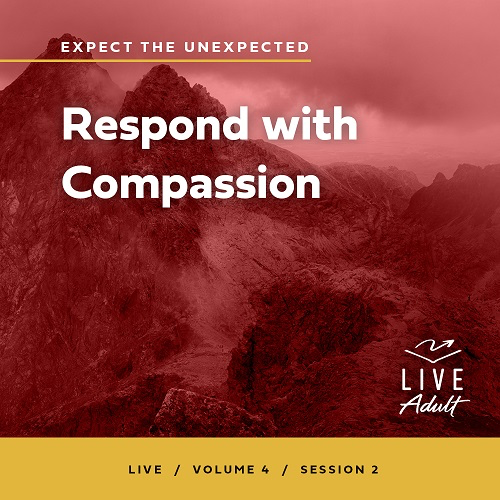 EXPECT THE UNEXPECTED
Respond with
Compassion
LIVE
Adult
LIVE / VOLUME 4 / SESSION 2